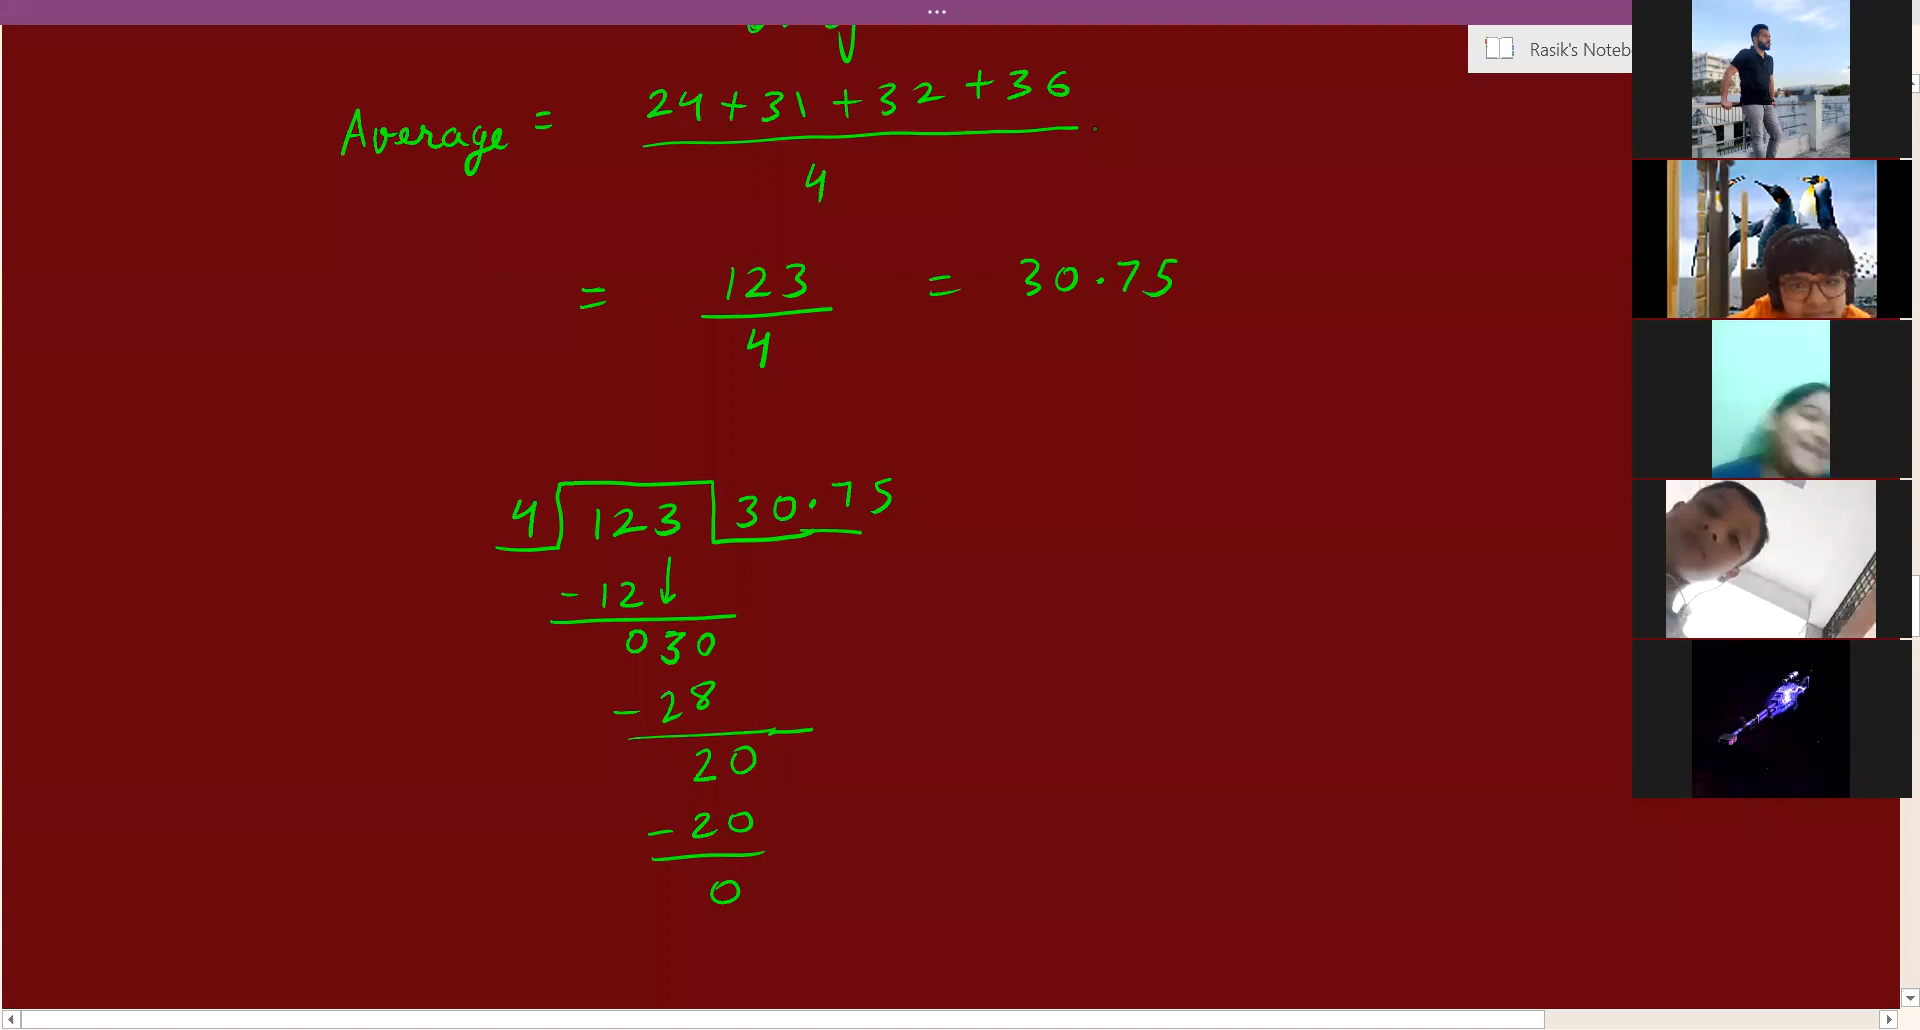 Rasik's Noteb
Average = 24 + 31 + 32 + 36
4
= 123 = 30.75
4
4 123 30.75
- 12
030
- 28
20
- 20
0